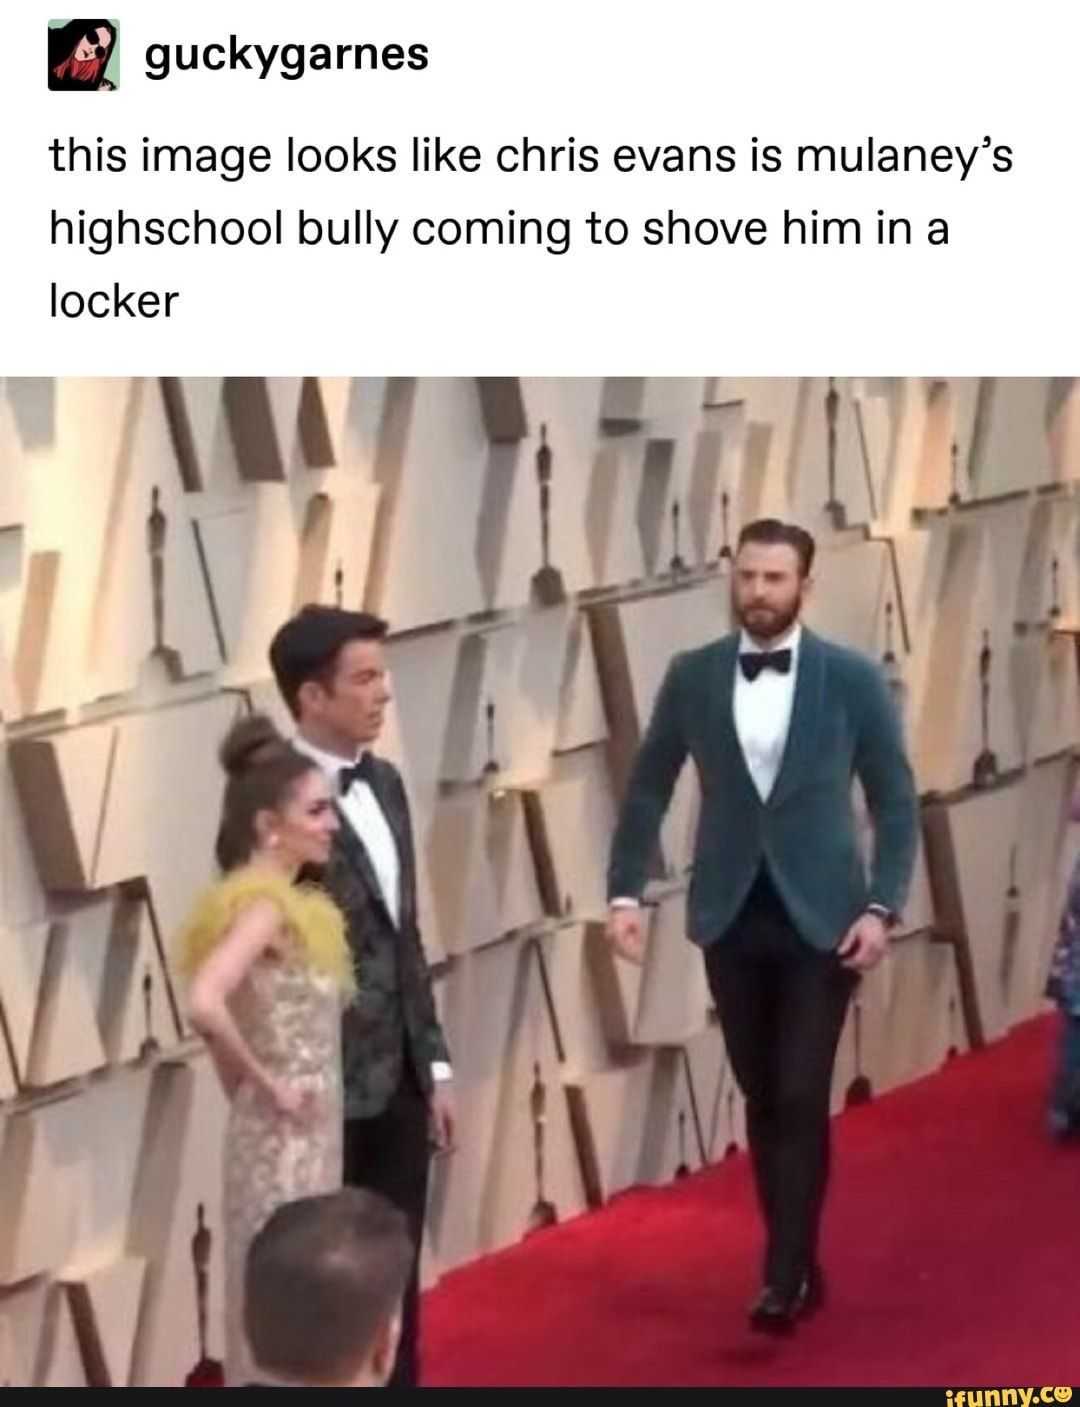 guckygarnes
this image looks like chris evans is mulaney’s
highschool bully coming to shove him in a
locker
ifunny.co